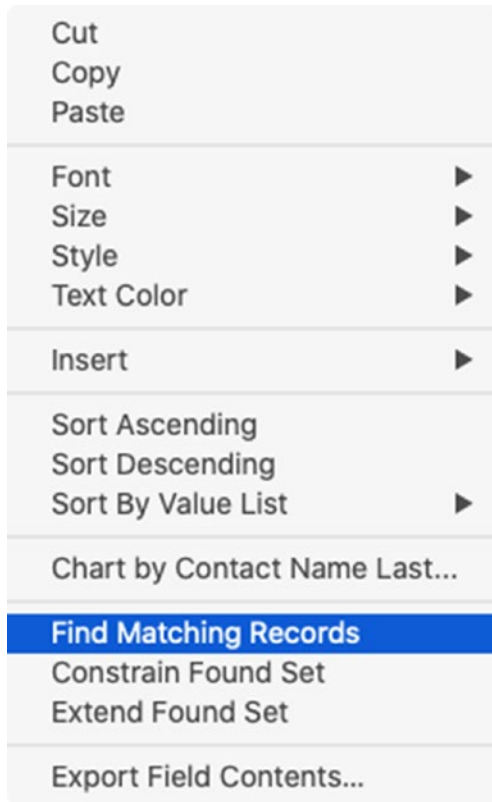 Cut
Copy
Paste
Font
Size
Style
Text Color
Insert
Sort Ascending
Sort Descending
Sort By Value List
Chart by Contact Name Last...
Find Matching Records
Constrain Found Set
Extend Found Set
Export Field Contents...